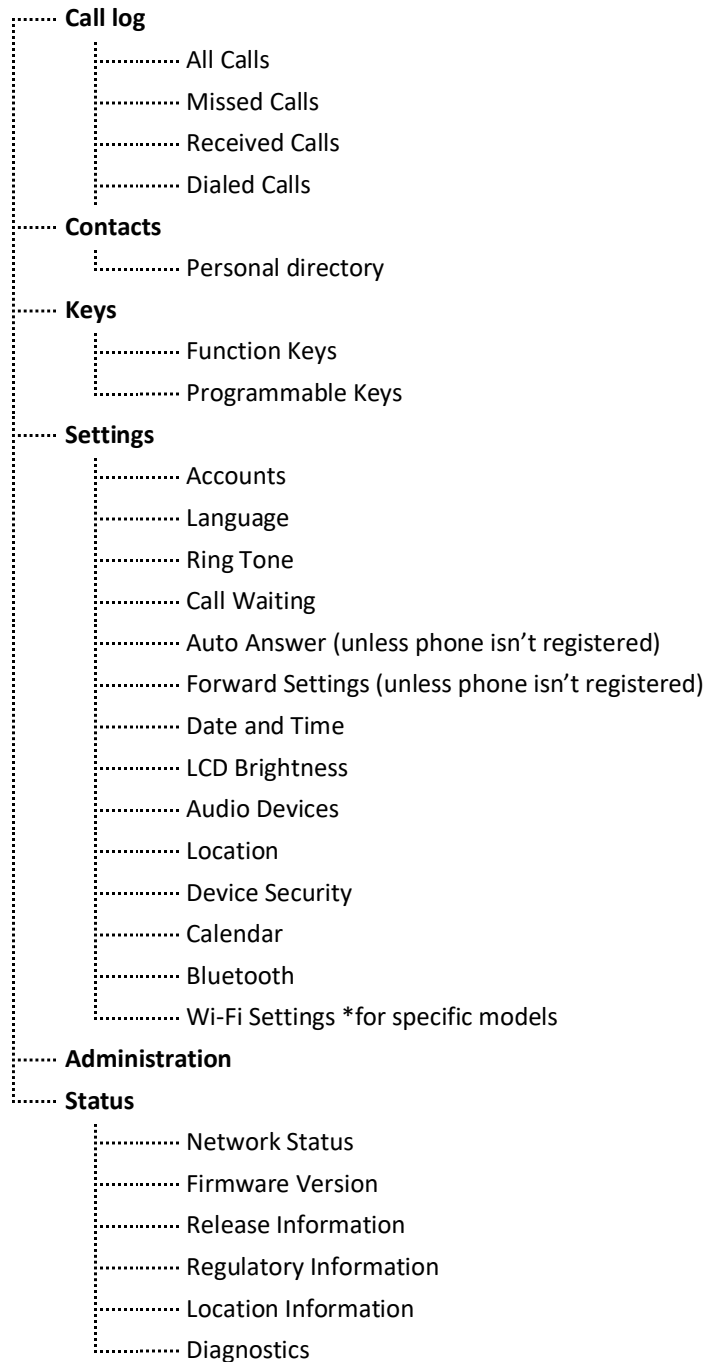 Call log
All Calls
Missed Calls
Received Calls
Dialed Calls
Contacts
Personal directory
Keys
Function Keys
Programmable Keys
Settings
Accounts
Language
Ring Tone
Call Waiting
Auto Answer (unless phone isn’t registered)
Forward Settings (unless phone isn’t registered)
Date and Time
LCD Brightness
Audio Devices
Location
Device Security
Calendar
Bluetooth
Wi-Fi Settings *for specific models
Administration
Status
Network Status
Firmware Version
Release Information
Regulatory Information
Location Information
Diagnostics